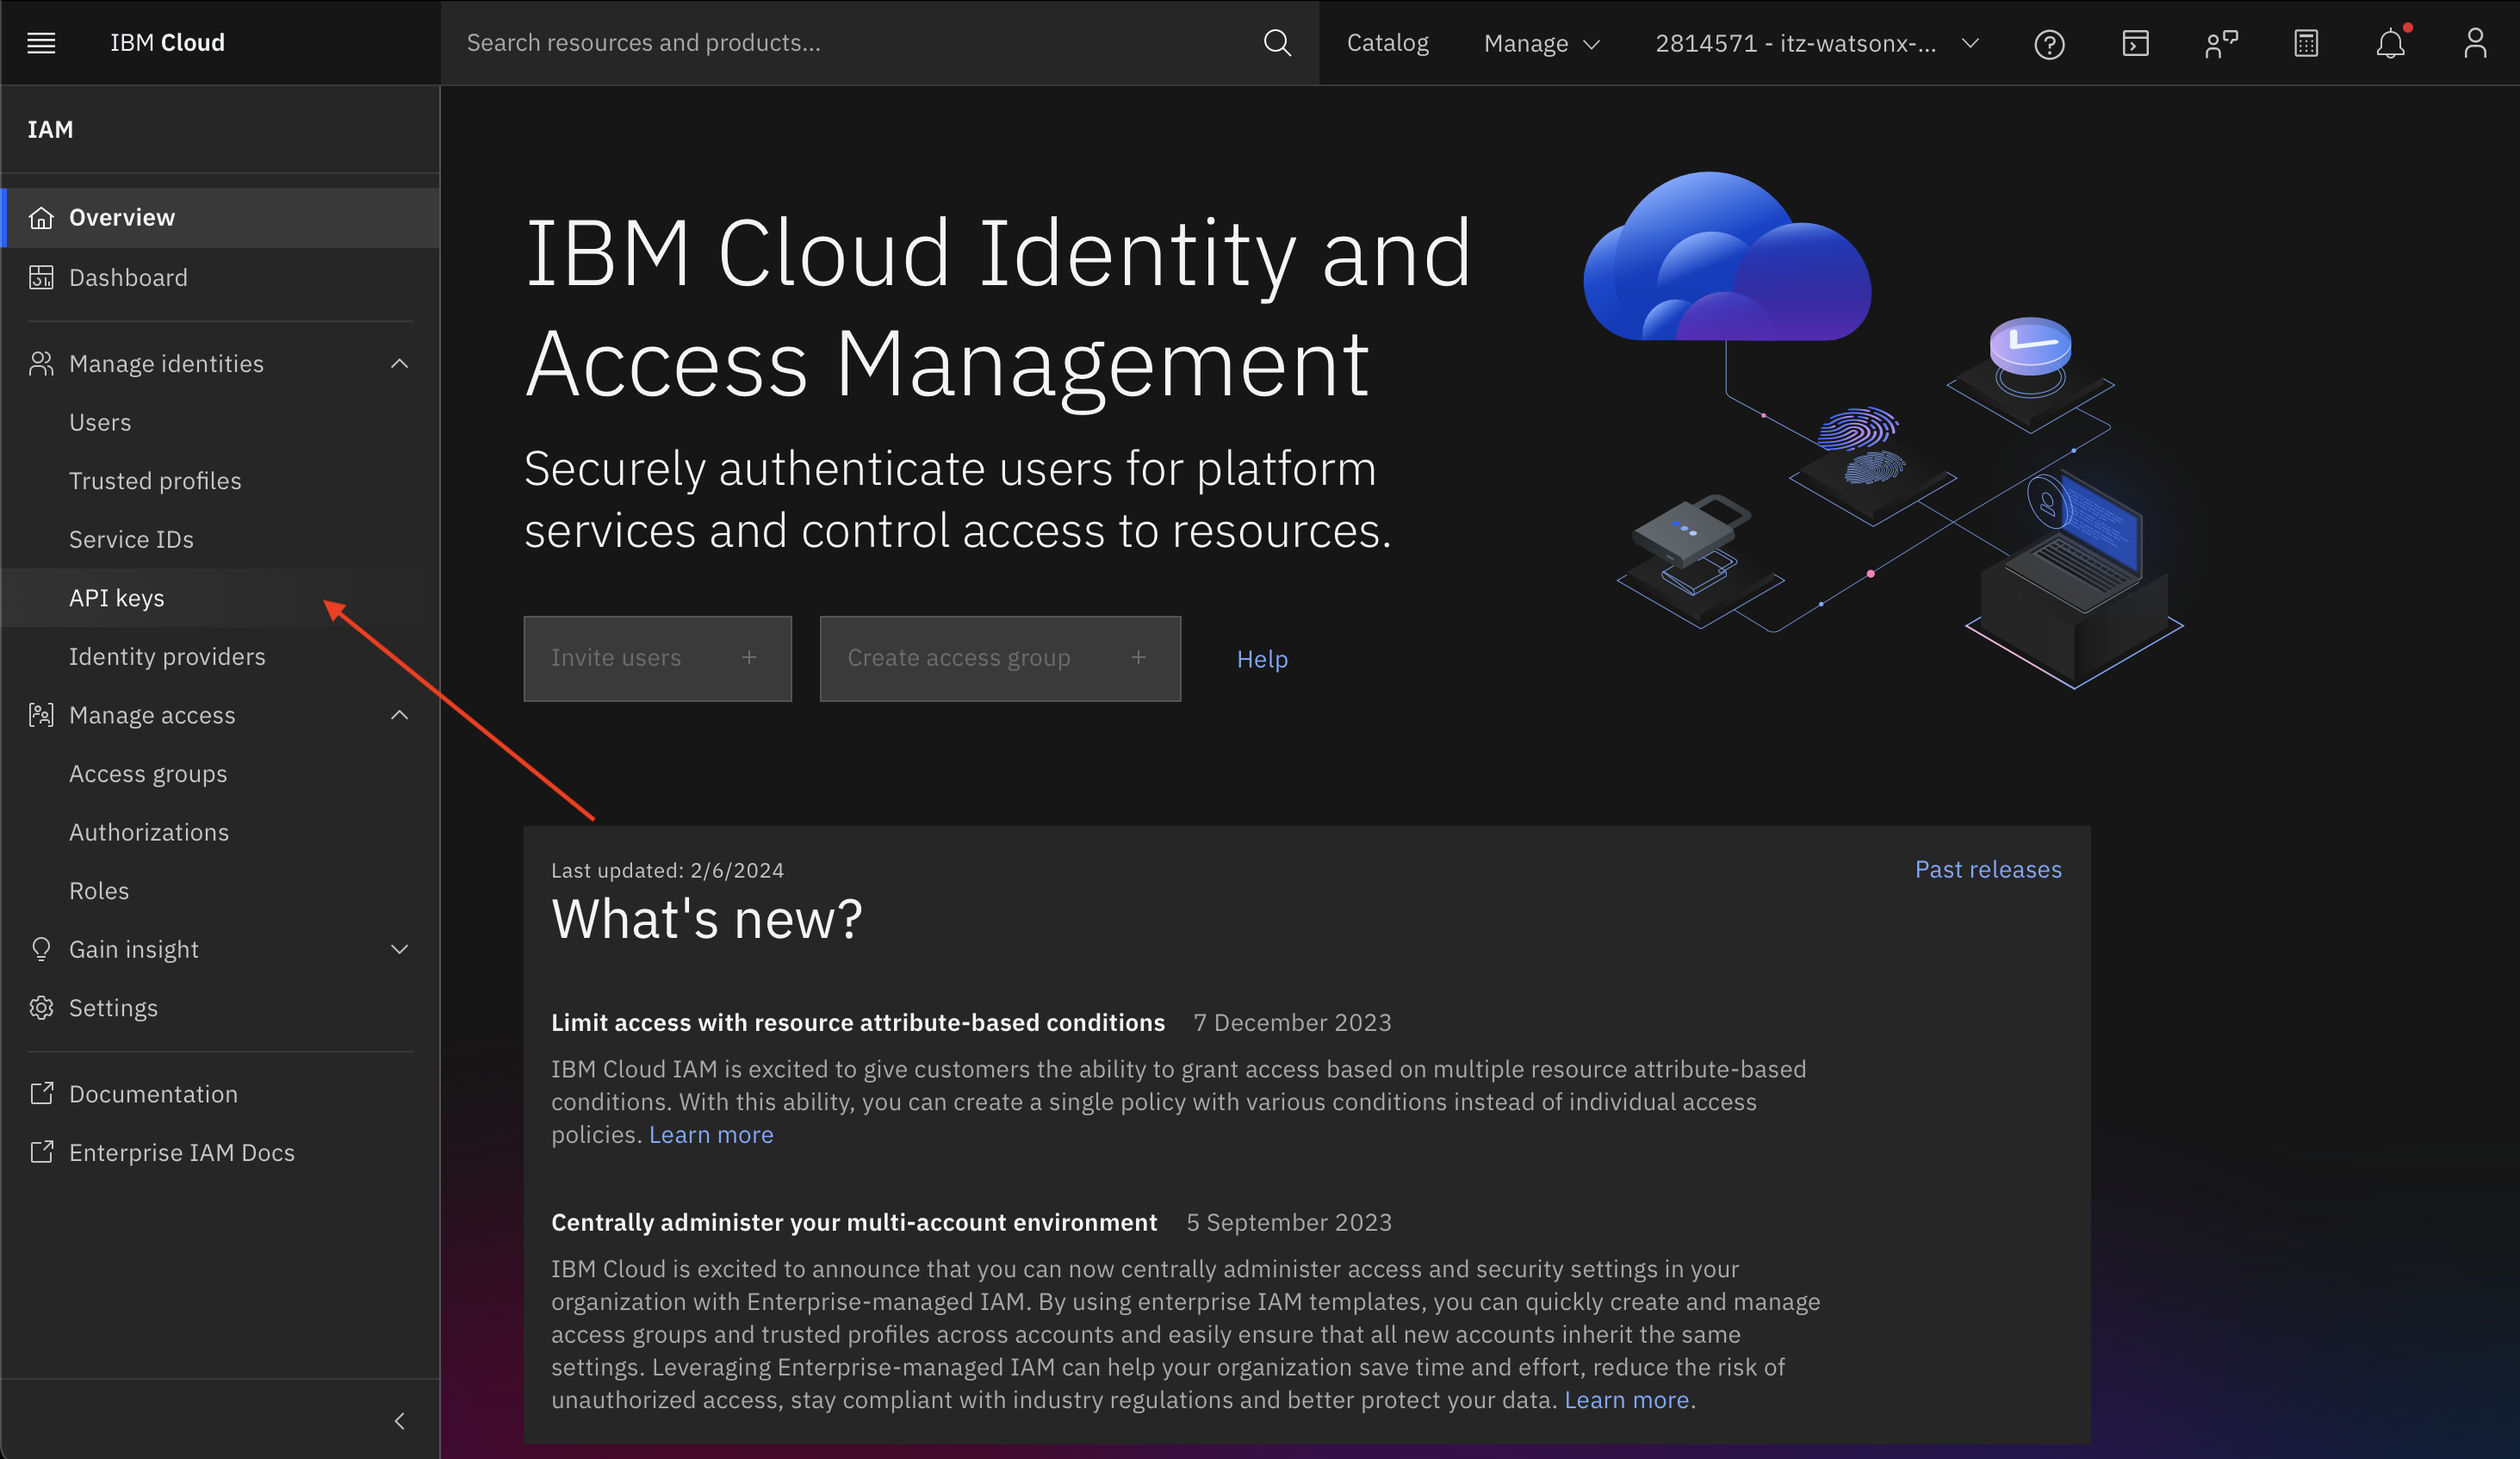 IBM Cloud
Search resources and products...
Catalog
Manage
2814571 - itz-watsonx-...
IAM
Overview
Dashboard
Manage identities
Users
Trusted profiles
Service IDs
API keys
Identity providers
Manage access
Access groups
Authorizations
Roles
Gain insight
Settings
Documentation
Enterprise IAM Docs
IBM Cloud Identity and
Access Management
Securely authenticate users for platform
services and control access to resources.
Invite users +
Create access group +
Help
Last updated: 2/6/2024
Past releases
What's new?
Limit access with resource attribute-based conditions 7 December 2023
IBM Cloud IAM is excited to give customers the ability to grant access based on multiple resource attribute-based
conditions. With this ability, you can create a single policy with various conditions instead of individual access
policies. Learn more
Centrally administer your multi-account environment 5 September 2023
IBM Cloud is excited to announce that you can now centrally administer access and security settings in your
organization with Enterprise-managed IAM. By using enterprise IAM templates, you can quickly create and manage
access groups and trusted profiles across accounts and easily ensure that all new accounts inherit the same
settings. Leveraging Enterprise-managed IAM can help your organization save time and effort, reduce the risk of
unauthorized access, stay compliant with industry regulations and better protect your data. Learn more.